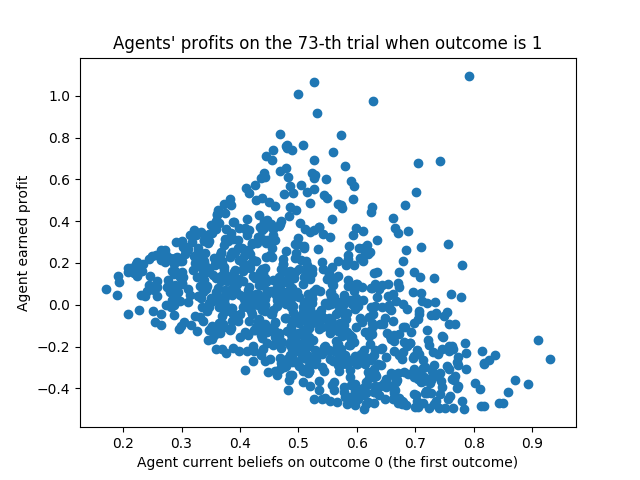 Agents' profits on the 73-th trial when outcome is 1
Agent earned profit
1.0
0.8
0.6
0.4
0.2
0.0
−0.2
−0.4
0.2 0.3 0.4 0.5 0.6 0.7 0.8 0.9
Agent current beliefs on outcome 0 (the first outcome)